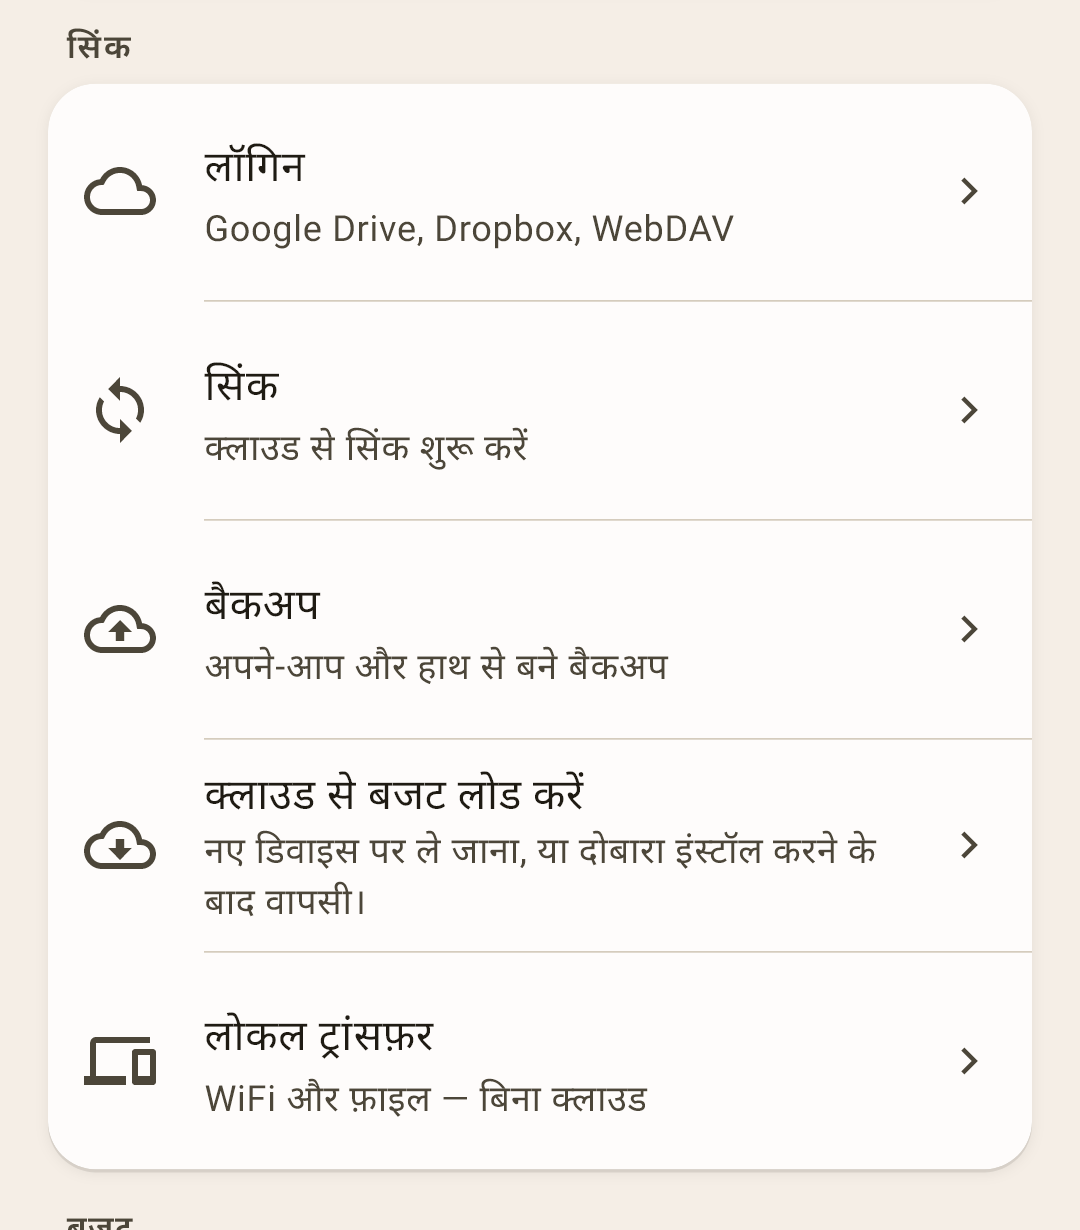 सिंक
लॉगिन
Google Drive, Dropbox, WebDAV
सिंक
क्लाउड से सिंक शुरू करें
बैकअप
अपने-आप और हाथ से बने बैकअप
क्लाउड से बजट लोड करें
नए डिवाइस पर ले जाना, या दोबारा इंस्टॉल करने के
बाद वापसी।
लोकल ट्रांसफ़र
WiFi और फ़ाइल — बिना क्लाउड
बजट